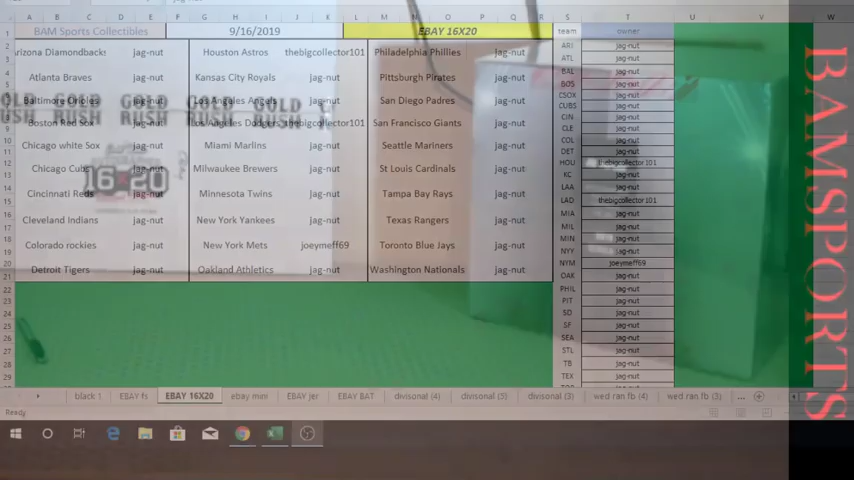 BAM Sports Collectibles 9/16/2019 EBAY 16X20 team owner
Arizona Diamondbacks jag-nut Houston Astros thebigcollector101 Philadelphia Phillies jag-nut
Atlanta Braves jag-nut Kansas City Royals jag-nut Pittsburgh Pirates jag-nut
Baltimore Orioles jag-nut Los Angeles Angels jag-nut San Diego Padres jag-nut
Boston Red Sox jag-nut Los Angeles Dodgers thebigcollector101 San Francisco Giants jag-nut
Chicago white Sox jag-nut Miami Marlins jag-nut Seattle Mariners jag-nut
Chicago Cubs jag-nut Milwaukee Brewers jag-nut St Louis Cardinals jag-nut
Cincinnati Reds jag-nut Minnesota Twins jag-nut Tampa Bay Rays jag-nut
Cleveland Indians jag-nut New York Yankees jag-nut Texas Rangers jag-nut
Colorado rockies jag-nut New York Mets joeymeff69 Toronto Blue Jays jag-nut
Detroit Tigers jag-nut Oakland Athletics jag-nut Washington Nationals jag-nut
ARI jag-nut
ATL jag-nut
BAL jag-nut
BOS jag-nut
CSOX jag-nut
CUBS jag-nut
CIN jag-nut
CLE jag-nut
COL jag-nut
DET jag-nut
HOU thebigcollector101
KC jag-nut
LAA jag-nut
LAD thebigcollector101
MIA jag-nut
MIL jag-nut
MIN jag-nut
NYY jag-nut
NYM joeymeff69
OAK jag-nut
PHIL jag-nut
PIT jag-nut
SD jag-nut
SF jag-nut
SEA jag-nut
STL jag-nut
TB jag-nut
TEX jag-nut
GOLD GOLD GOLD
RUSH RUSH RUSH RUSH
16X20
black 1 EBAY fs EBAY 16X20 ebay mini EBAY jer EBAY BAT divisonal (4) divisonal (5) divisonal (3) wed ran fb (4) wed ran fb (3) ...
Ready
BAMSPORTS